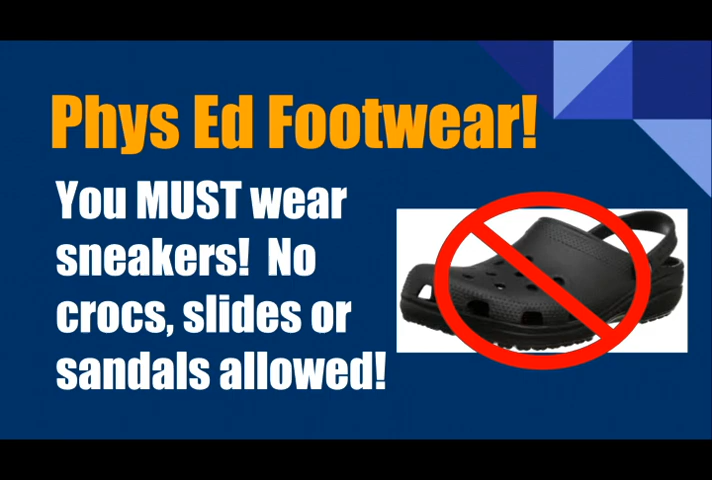 Phys Ed Footwear!
You MUST wear
sneakers! No
crocs, slides or
sandals allowed!